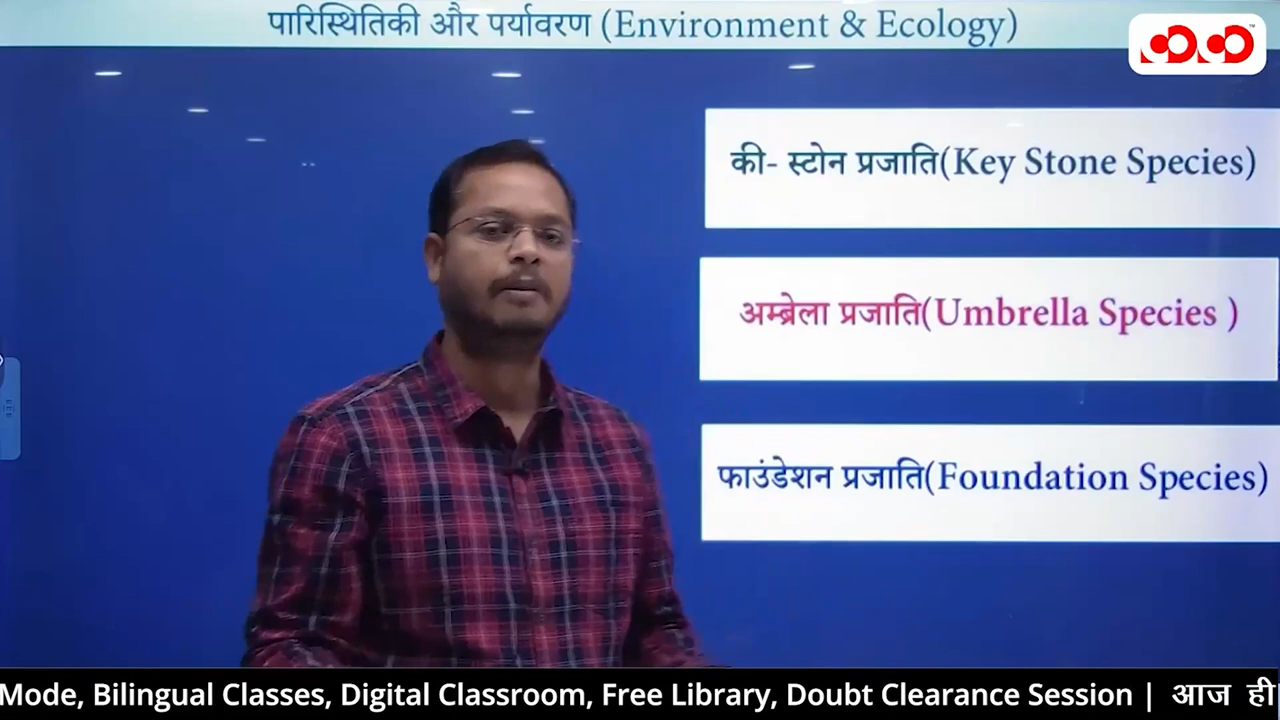 पारिस्थितिकी और पर्यावरण (Environment & Ecology)
की- स्टोन प्रजाति(Key Stone Species)
अम्ब्रेला प्रजाति(Umbrella Species )
फाउंडेशन प्रजाति(Foundation Species)
Mode, Bilingual Classes, Digital Classroom, Free Library, Doubt Clearance Session | आज ही